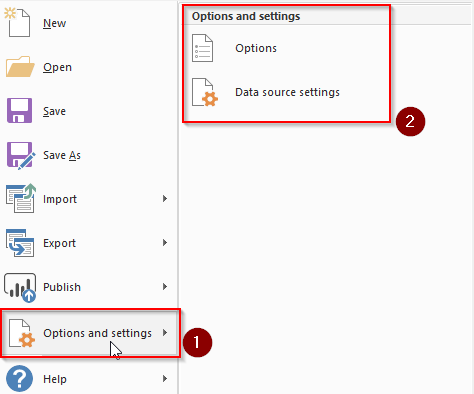 New
Open
Save
Save As
Import
Export
Publish
Options and settings
1
Help
Options and settings
Options
Data source settings
2
?